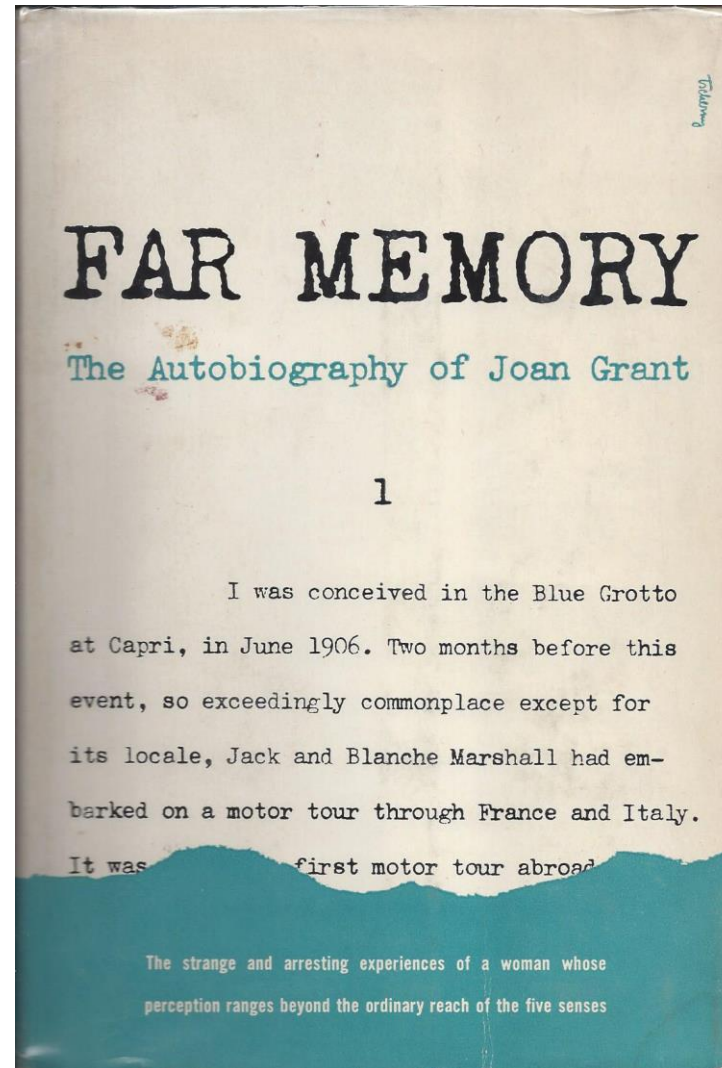 FAR MEMORY
The Autobiography of Joan Grant
1
I was conceived in the Blue Grotto
at Capri, in June 1906. Two months before this
event, so exceedingly commonplace except for
its locale, Jack and Blanche Marshall had em-
barked on a motor tour through France and Italy.
It was first motor tour abroad
The strange and arresting experiences of a woman whose
perception ranges beyond the ordinary reach of the five senses